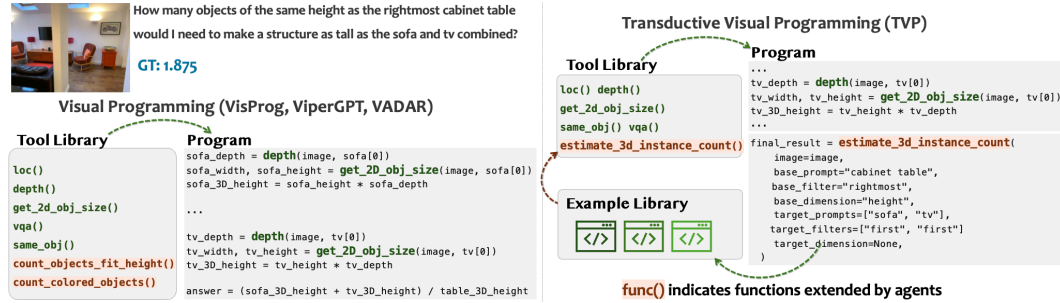 How many objects of the same height as the rightmost cabinet table
would I need to make a structure as tall as the sofa and tv combined?
GT: 1.875
Visual Programming (VisProg, ViperGPT, VADAR)
Tool Library
loc()
depth()
get_2d_obj_size()
vqa()
same_obj()
count_objects_fit_height()
count_colored_objects()
Program
sofa_depth = depth(image, sofa[0])
sofa_width, sofa_height = get_2D_obj_size(image, sofa[0])
sofa_3D_height = sofa_height * sofa_depth
...
tv_depth = depth(image, tv[0])
tv_width, tv_height = get_2D_obj_size(image, tv[0])
tv_3D_height = tv_height * tv_depth
answer = (sofa_3D_height + tv_3D_height) / table_3D_height
Transductive Visual Programming (TVP)
Tool Library
loc() depth()
get_2d_obj_size()
same_obj() vqa()
estimate_3d_instance_count()
Example Library
</> </> </>
Program
...
tv_depth = depth(image, tv[0])
tv_width, tv_height = get_2D_obj_size(image, tv[0])
tv_3D_height = tv_height * tv_depth
...
final_result = estimate_3d_instance_count(
image=image,
base_prompt="cabinet table",
base_filter="rightmost",
base_dimension="height",
target_prompts=["sofa", "tv"],
target_filters=["first", "first"]
target_dimension=None,
)
func() indicates functions extended by agents